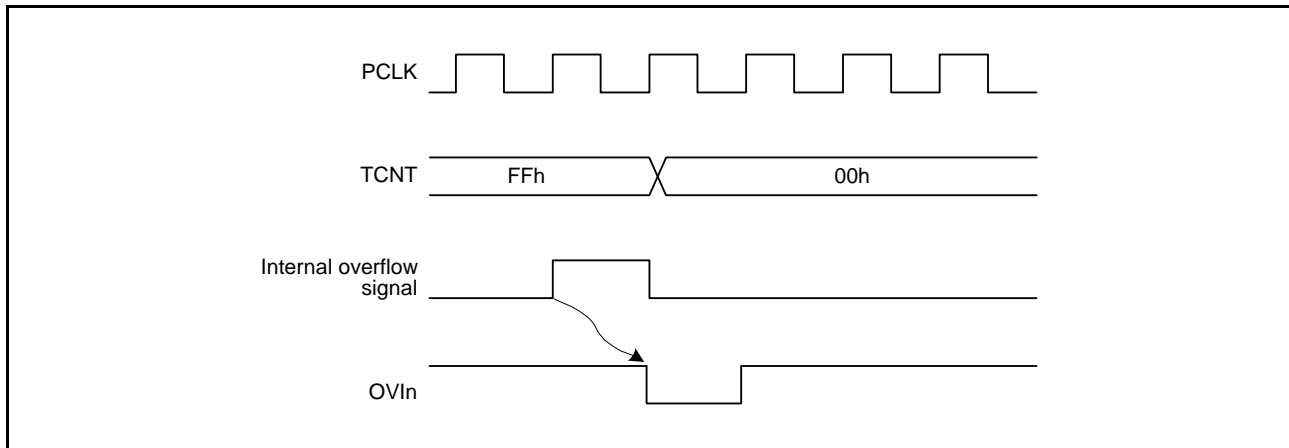 PCLK
TCNT
FFh
00h
Internal overflow
signal
OVIn